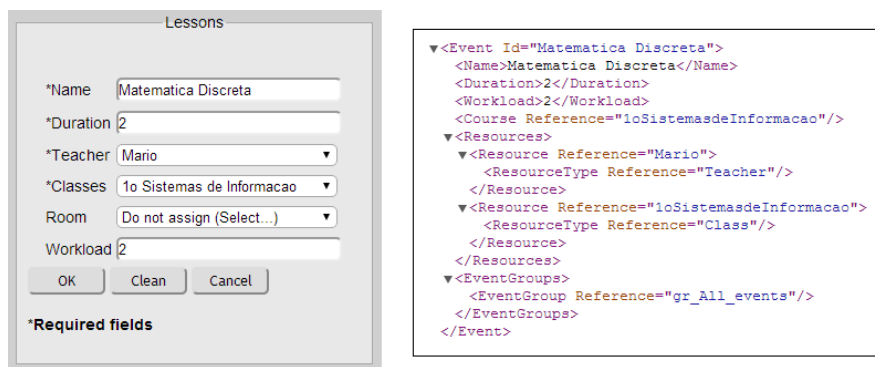 Lessons
*Name Matematica Discreta
*Duration 2
*Teacher Mario
*Classes 1o Sistemas de Informacao
Room Do not assign (Select...)
Workload 2
OK Clean Cancel
*Required fields
▼<Event Id="Matematica Discreta">
<Name>Matematica Discreta</Name>
<Duration>2</Duration>
<Workload>2</Workload>
<Course Reference="1oSistemasdeInformacao"/>
▼<Resources>
▼<Resource Reference="Mario">
<ResourceType Reference="Teacher"/>
</Resource>
▼<Resource Reference="1oSistemasdeInformacao">
<ResourceType Reference="Class"/>
</Resource>
</Resources>
▼<EventGroups>
<EventGroup Reference="gr_All_events"/>
</EventGroups>
</Event>